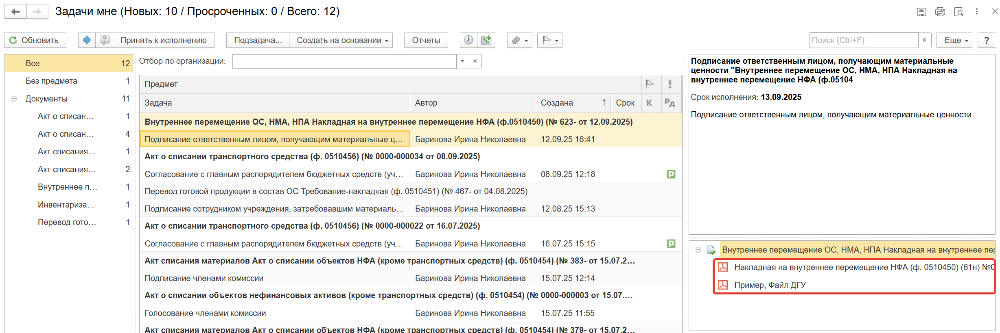 Задачи мне (Новых: 10 / Просроченных: 0 / Всего: 12)
Обновить
Принять к исполнению
Подзадача...
Создать на основании
Отчеты
Поиск (Ctrl+F)
×
Еще
?
Все 12
Без предмета 1
Документы 11
Акт о списан... 1
Акт о списан... 4
Акт списания... 1
Акт списания... 2
Внутреннее п... 1
Инвентариза... 1
Перевод гото... 1
Отбор по организации:
×
Предмет
Задача Автор Создана ↑ Срок К Рд
Внутреннее перемещение ОС, НМА, НПА Накладная на внутреннее перемещение НФА (ф.0510450) (№ 623- от 12.09.2025)
Подписание ответственным лицом, получающим материальные ц... Баринова Ирина Николаевна 12.09.25 16:41
Акт о списании транспортного средства (ф. 0510456) (№ 0000-000034 от 08.09.2025)
Согласование с главным распорядителем бюджетных средств (уч... Баринова Ирина Николаевна 08.09.25 12:18 P
Перевод готовой продукции в состав ОС Требование-накладная (ф. 0510451) (№ 467- от 04.08.2025)
Подписание сотрудником учреждения, затребовавшим материаль... Баринова Ирина Николаевна 12.08.25 15:13
Акт о списании транспортного средства (ф. 0510456) (№ 0000-000022 от 16.07.2025)
Согласование с главным распорядителем бюджетных средств (уч... Баринова Ирина Николаевна 16.07.25 15:15 P
Акт списания материалов Акт о списании объектов НФА (кроме транспортных средств) (ф. 0510454) (№ 383- от 15.07.2...
Подписание членами комиссии Баринова Ирина Николаевна 15.07.25 12:14
Акт о списании объектов нефинансовых активов (кроме транспортных средств) (ф. 0510454) (№ 0000-000003 от 15.07....
Голосование членами комиссии Баринова Ирина Николаевна 15.07.25 11:55
Акт списания материалов Акт о списании объектов НФА (кроме транспортных средств) (ф. 0510454) (№ 379- от 15.07.2...
Подписание ответственным лицом, получающим материальные
ценности "Внутреннее перемещение ОС, НМА, НПА Накладная на
внутреннее перемещение НФА (ф.05104
Срок исполнения: 13.09.2025
Подписание ответственным лицом, получающим материальные ценности
Внутреннее перемещение ОС, НМА, НПА Накладная на внутреннее пер
Накладная на внутреннее перемещение НФА (ф. 0510450) (61н) №0
Пример, Файл ДГУ